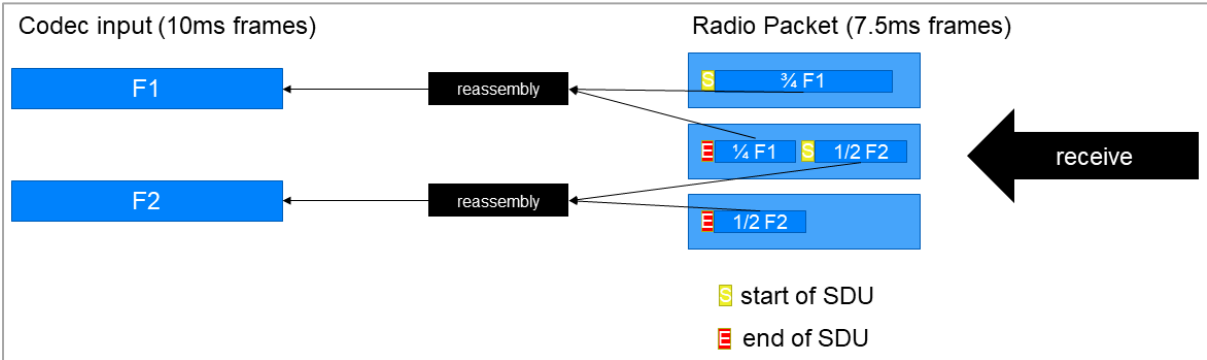 Codec input (10ms frames)
Radio Packet (7.5ms frames)
F1
reassembly
S
¾ F1
E
¼ F1
S
1/2 F2
receive
F2
reassembly
E
1/2 F2
S start of SDU
E end of SDU